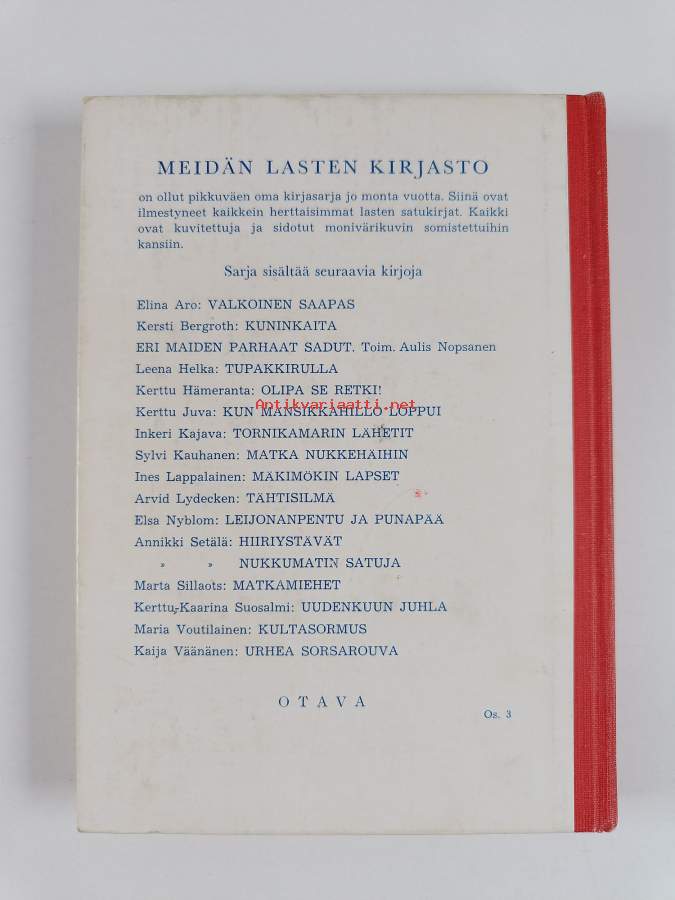 MEIDÄN LASTEN KIRJASTO
on ollut pikkuväen oma kirjasarja jo monta vuotta. Siinä ovat
ilmestyneet kaikkein herttaisimmat lasten satukirjat. Kaikki
ovat kuvitettuja ja sidotut monivärikuvin somistettuihin
kansiin.
Sarja sisältää seuraavia kirjoja
Elina Aro: VALKOINEN SAAPAS
Kersti Bergroth: KUNINKAITA
ERI MAIDEN PARHAAT SADUT. Toim. Aulis Nopsanen
Leena Helka: TUPAKKIRULLA
Kerttu Hämeranta: OLIPA SE RETKI!
Antikvariaatti.net
Kerttu Juva: KUN MANSIKKAHILLO LOPPUI
Inkeri Kajava: TORNIKAMARIN LÄHETIT
Sylvi Kauhanen: MATKA NUKKEHÄIHIN
Ines Lappalainen: MÄKIMÖKIN LAPSET
Arvid Lydecken: TÄHTISILMÄ
Elsa Nyblom: LEIJONANPENTU JA PUNAPÄÄ
Annikki Setälä: HIIRIYSTÄVÄT
» » NUKKUMATIN SATUJA
Marta Sillaots: MATKAMIEHET
Kerttu-Kaarina Suosalmi: UUDENKUUN JUHLA
Maria Voutilainen: KULTASORMUS
Kaija Väänänen: URHEA SORSAROUVA
OTAVA
Os. 3